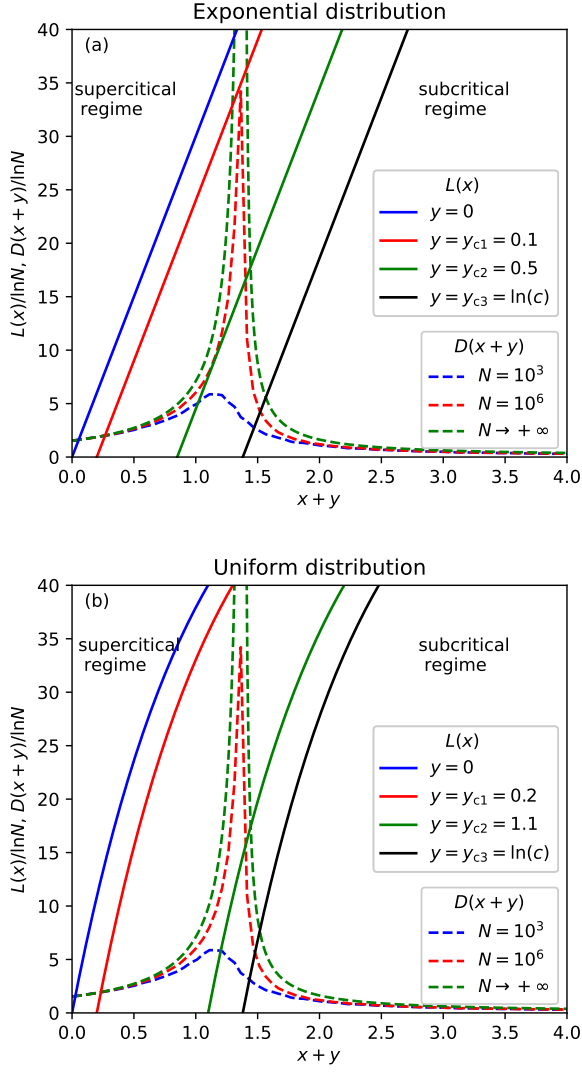 Exponential distribution
(a)
supercitical
regime
subcritical
regime
L(x)
y = 0
y = y_c1 = 0.1
y = y_c2 = 0.5
y = y_c3 = ln(c)
D(x + y)
N = 10^3
N = 10^6
N → + ∞
L(x)/lnN, D(x + y)/lnN
40
35
30
25
20
15
10
5
0
0.0 0.5 1.0 1.5 2.0 2.5 3.0 3.5 4.0
x + y
Uniform distribution
(b)
supercitical
regime
subcritical
regime
L(x)
y = 0
y = y_c1 = 0.2
y = y_c2 = 1.1
y = y_c3 = ln(c)
D(x + y)
N = 10^3
N = 10^6
N → + ∞
L(x)/lnN, D(x + y)/lnN
40
35
30
25
20
15
10
5
0
0.0 0.5 1.0 1.5 2.0 2.5 3.0 3.5 4.0
x + y